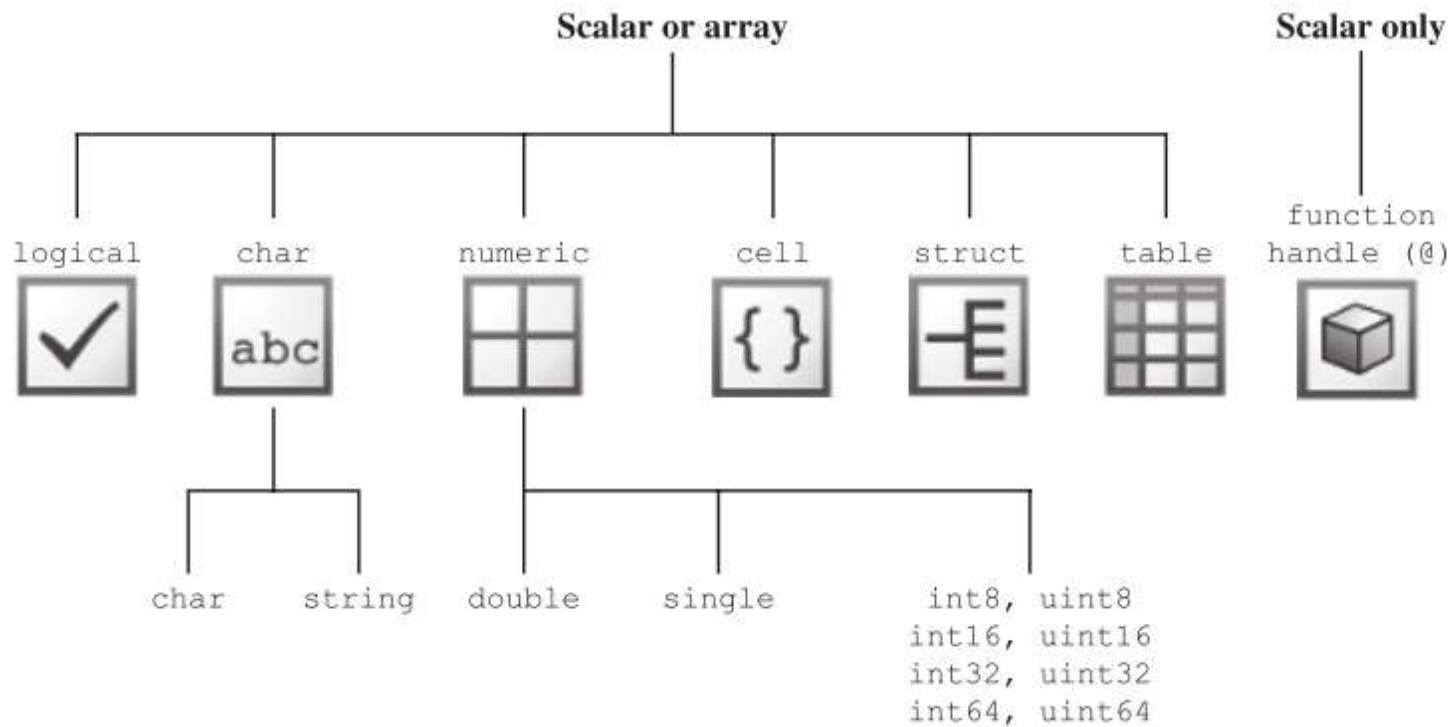 Scalar or array
Scalar only
function
logical
char
numeric
cell
struct
table
handle (@)
abc
{ }
char
string
double
single
int8, uint8
int16, uint16
int32, uint32
int64, uint64